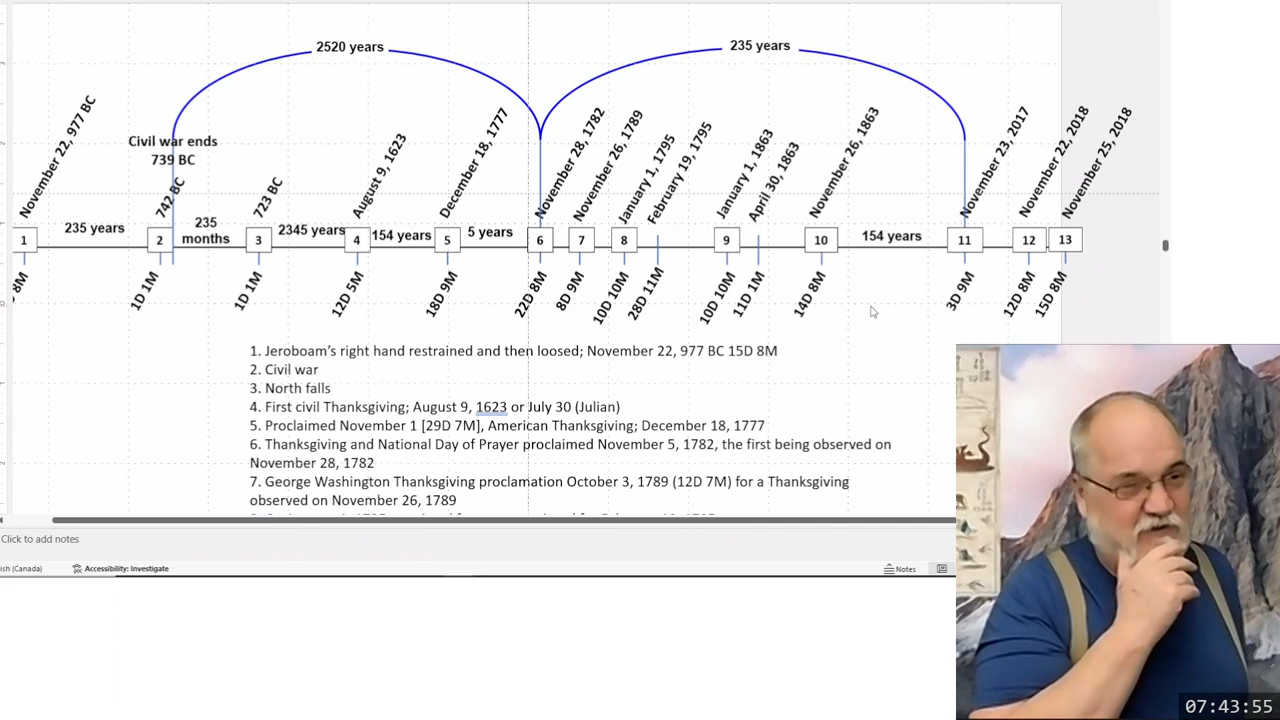 2520 years
235 years
November 22, 977 BC
Civil war ends
739 BC
742 BC
723 BC
August 9, 1623
December 18, 1777
November 28, 1782
November 26, 1789
January 1, 1795
February 19, 1795
January 1, 1863
April 30, 1863
November 26, 1863
November 23, 2017
November 22, 2018
November 25, 2018
235 years
235
months
2345 years
154 years
5 years
154 years
1
2
3
4
5
6
7
8
9
10
11
12
13
8M
1D 1M
1D 1M
12D 5M
18D 9M
22D 8M
8D 9M
10D 10M
28D 11M
10D 10M
11D 1M
14D 8M
3D 9M
12D 8M
15D 8M
1. Jeroboam's right hand restrained and then loosed; November 22, 977 BC 15D 8M
2. Civil war
3. North falls
4. First civil Thanksgiving; August 9, 1623 or July 30 (Julian)
5. Proclaimed November 1 [29D 7M], American Thanksgiving; December 18, 1777
6. Thanksgiving and National Day of Prayer proclaimed November 5, 1782, the first being observed on
November 28, 1782
7. George Washington Thanksgiving proclamation October 3, 1789 (12D 7M) for a Thanksgiving
observed on November 26, 1789
Click to add notes
ish (Canada)
Accessibility: Investigate
Notes
07:43:55